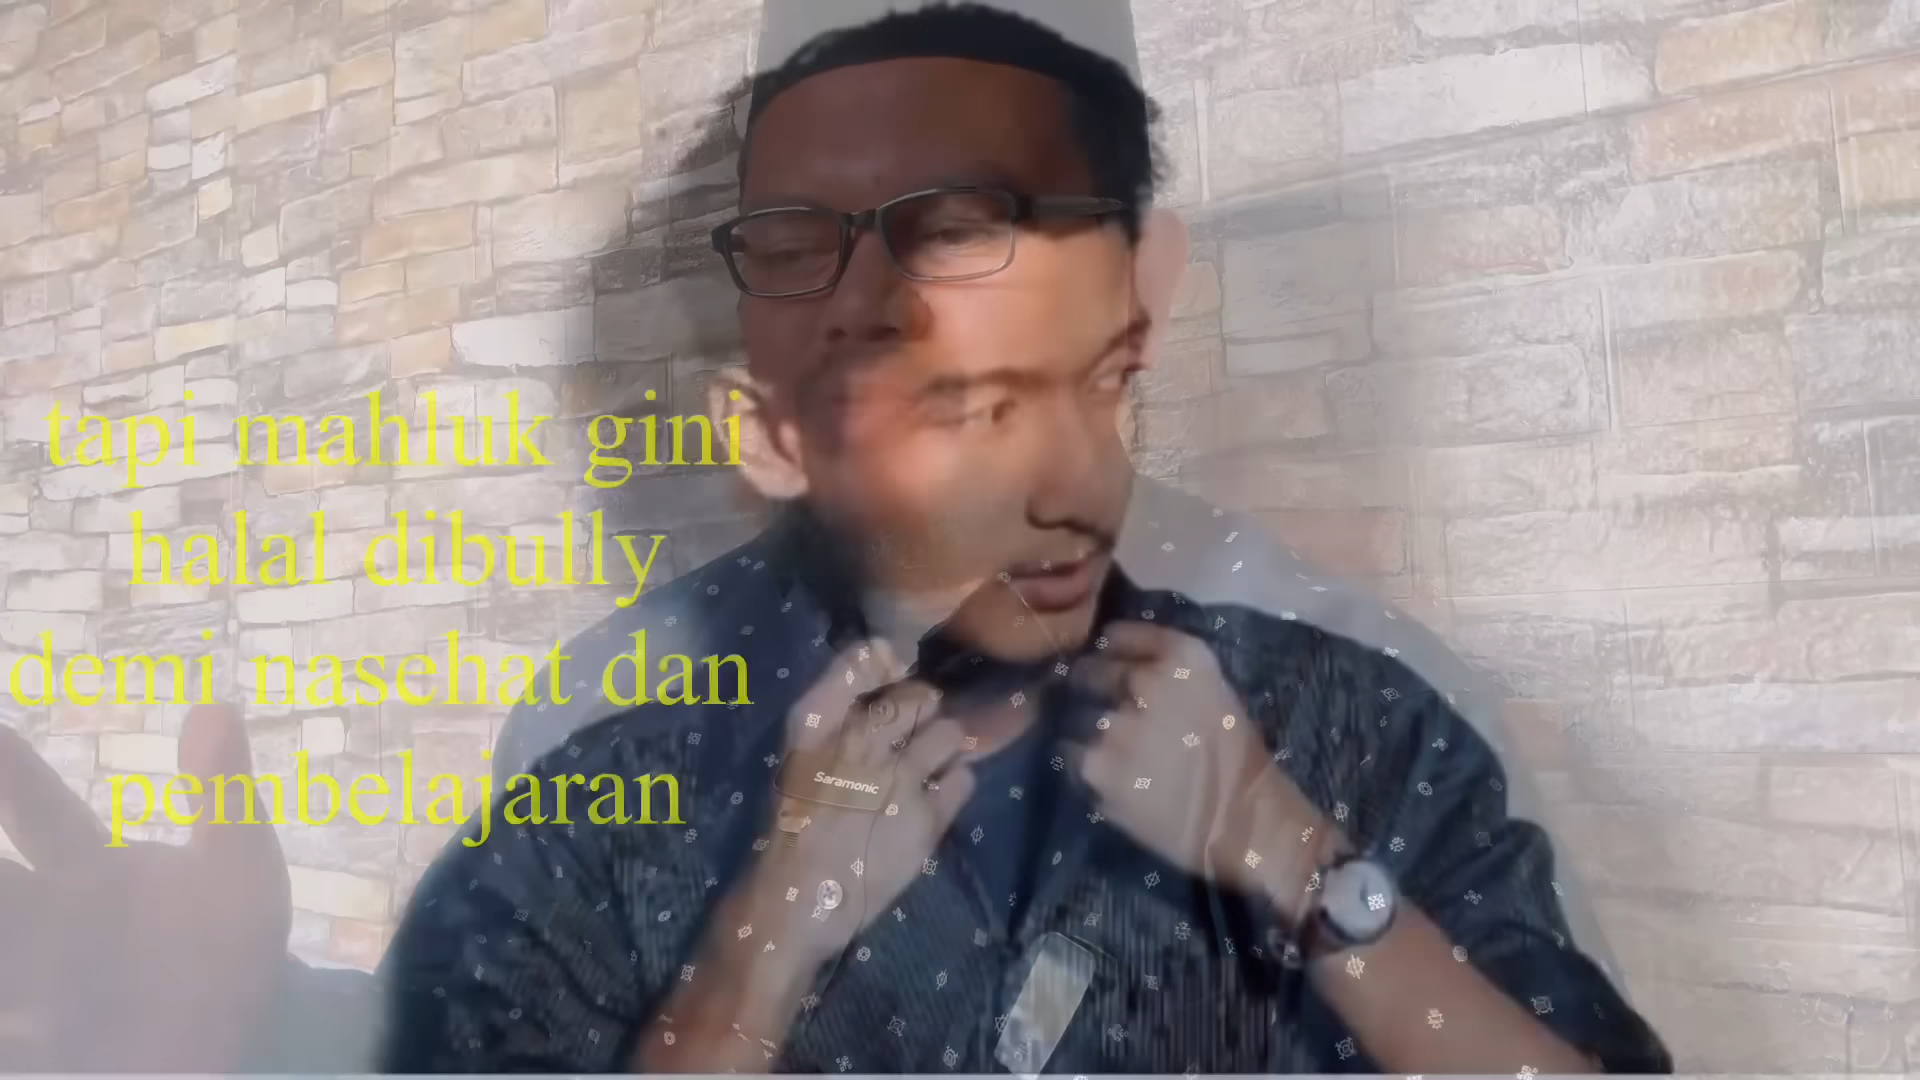 tapi mahluk gini
halal dibully
demi nasehat dan
pembelajaran
Saramonic